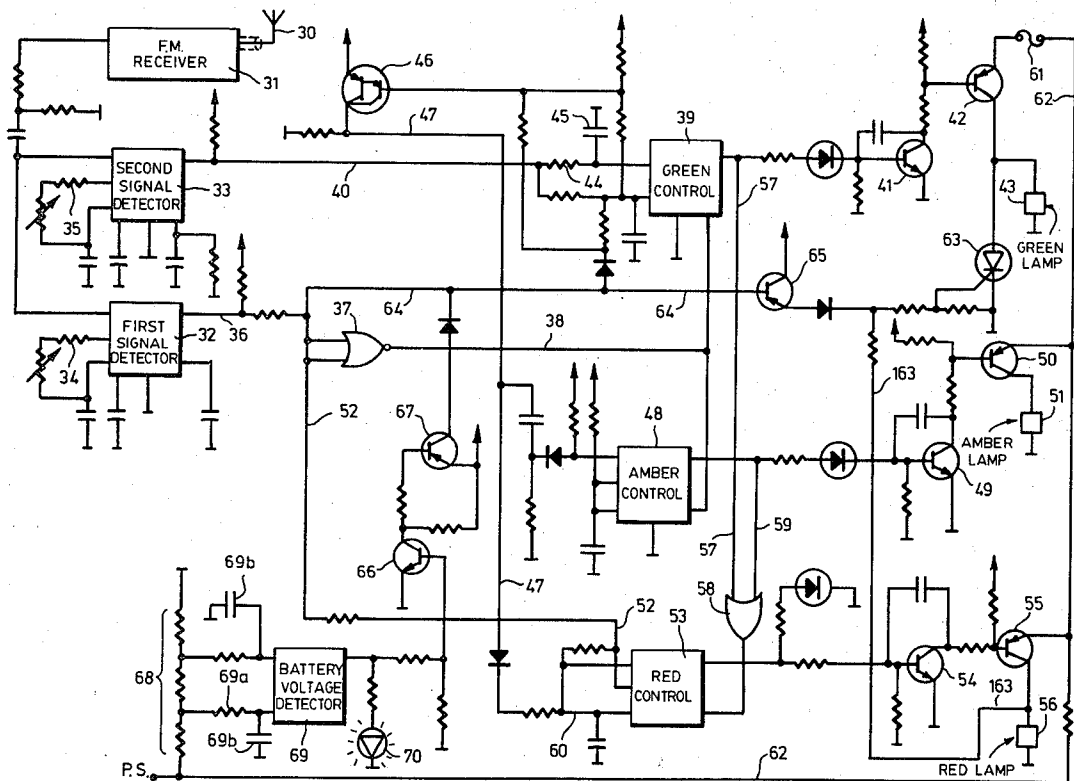 30
F.M.
RECEIVER
31
46
61
42
62
47
45
39
SECOND
SIGNAL
DETECTOR
33
40
44
GREEN
CONTROL
57
41
43
GREEN
LAMP
35
63
65
64
64
37
36
38
FIRST
SIGNAL
DETECTOR
32
34
50
163
51
52
67
48
AMBER
CONTROL
AMBER
LAMP
49
59
57
66
47
58
69b
52
53
55
68
BATTERY
VOLTAGE
DETECTOR
RED
CONTROL
54
163
69a
56
69b
69
70
60
RED LAMP
P.S.
62